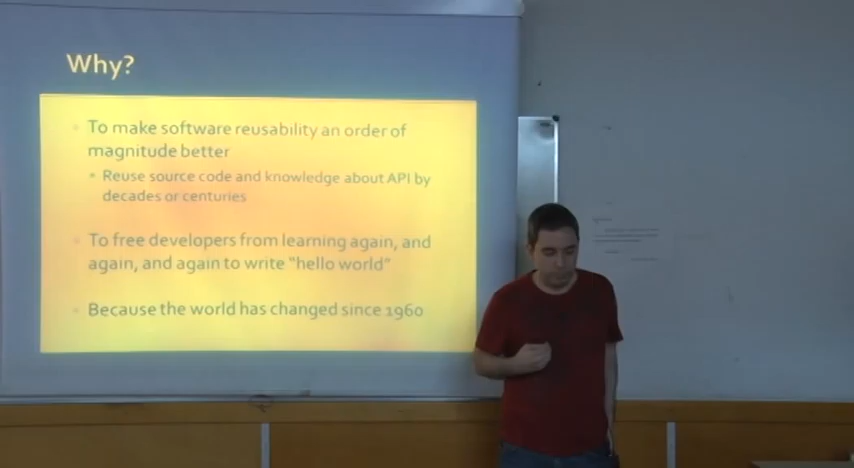 Why?
To make software reusability an order of
magnitude better
Reuse source code and knowledge about API by
decades or centuries
To free developers from learning again, and
again, and again to write “hello world”
Because the world has changed since 1960